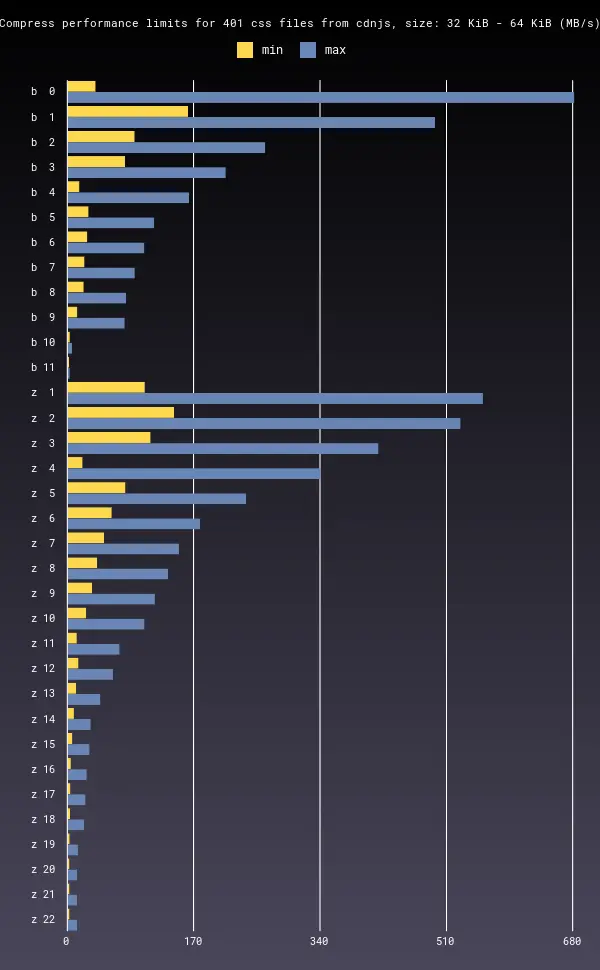 Compress performance limits for 401 css files from cdnjs, size: 32 KiB - 64 KiB (MB/s)
min max
b 0
b 1
b 2
b 3
b 4
b 5
b 6
b 7
b 8
b 9
b 10
b 11
z 1
z 2
z 3
z 4
z 5
z 6
z 7
z 8
z 9
z 10
z 11
z 12
z 13
z 14
z 15
z 16
z 17
z 18
z 19
z 20
z 21
z 22
0 170 340 510 680